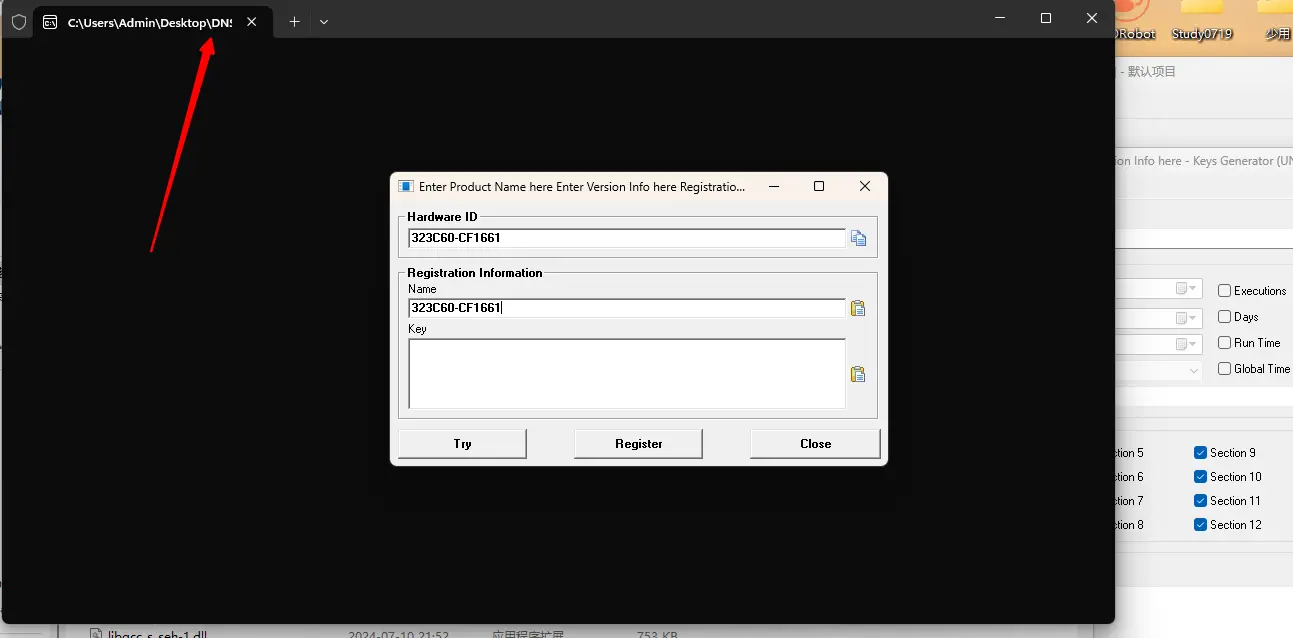 C:\Users\Admin\Desktop\DNS
Robot
Study0719
少用
- 默认项目
ion Info here - Keys Generator (UN
Enter Product Name here Enter Version Info here Registratio...
Hardware ID
323C60-CF1661
Registration Information
Name
323C60-CF1661
Key
Try
Register
Close
Executions
Days
Run Time
Global Time
ction 5
Section 9
ction 6
Section 10
ction 7
Section 11
ction 8
Section 12
libgcc_s_seh-1.dll
2024-07-10 21:52
应用程序扩展
753 KB